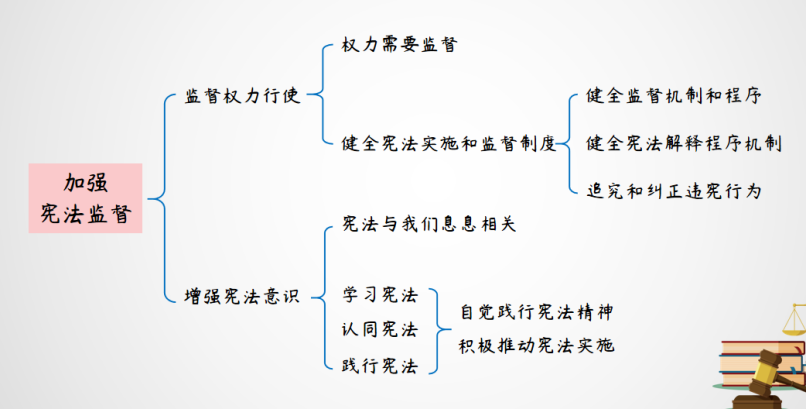 加强
宪法监督
监督权力行使
权力需要监督
健全宪法实施和监督制度
健全监督机制和程序
健全宪法解释程序机制
追究和纠正违宪行为
增强宪法意识
宪法与我们息息相关
学习宪法
认同宪法
践行宪法
自觉践行宪法精神
积极推动宪法实施